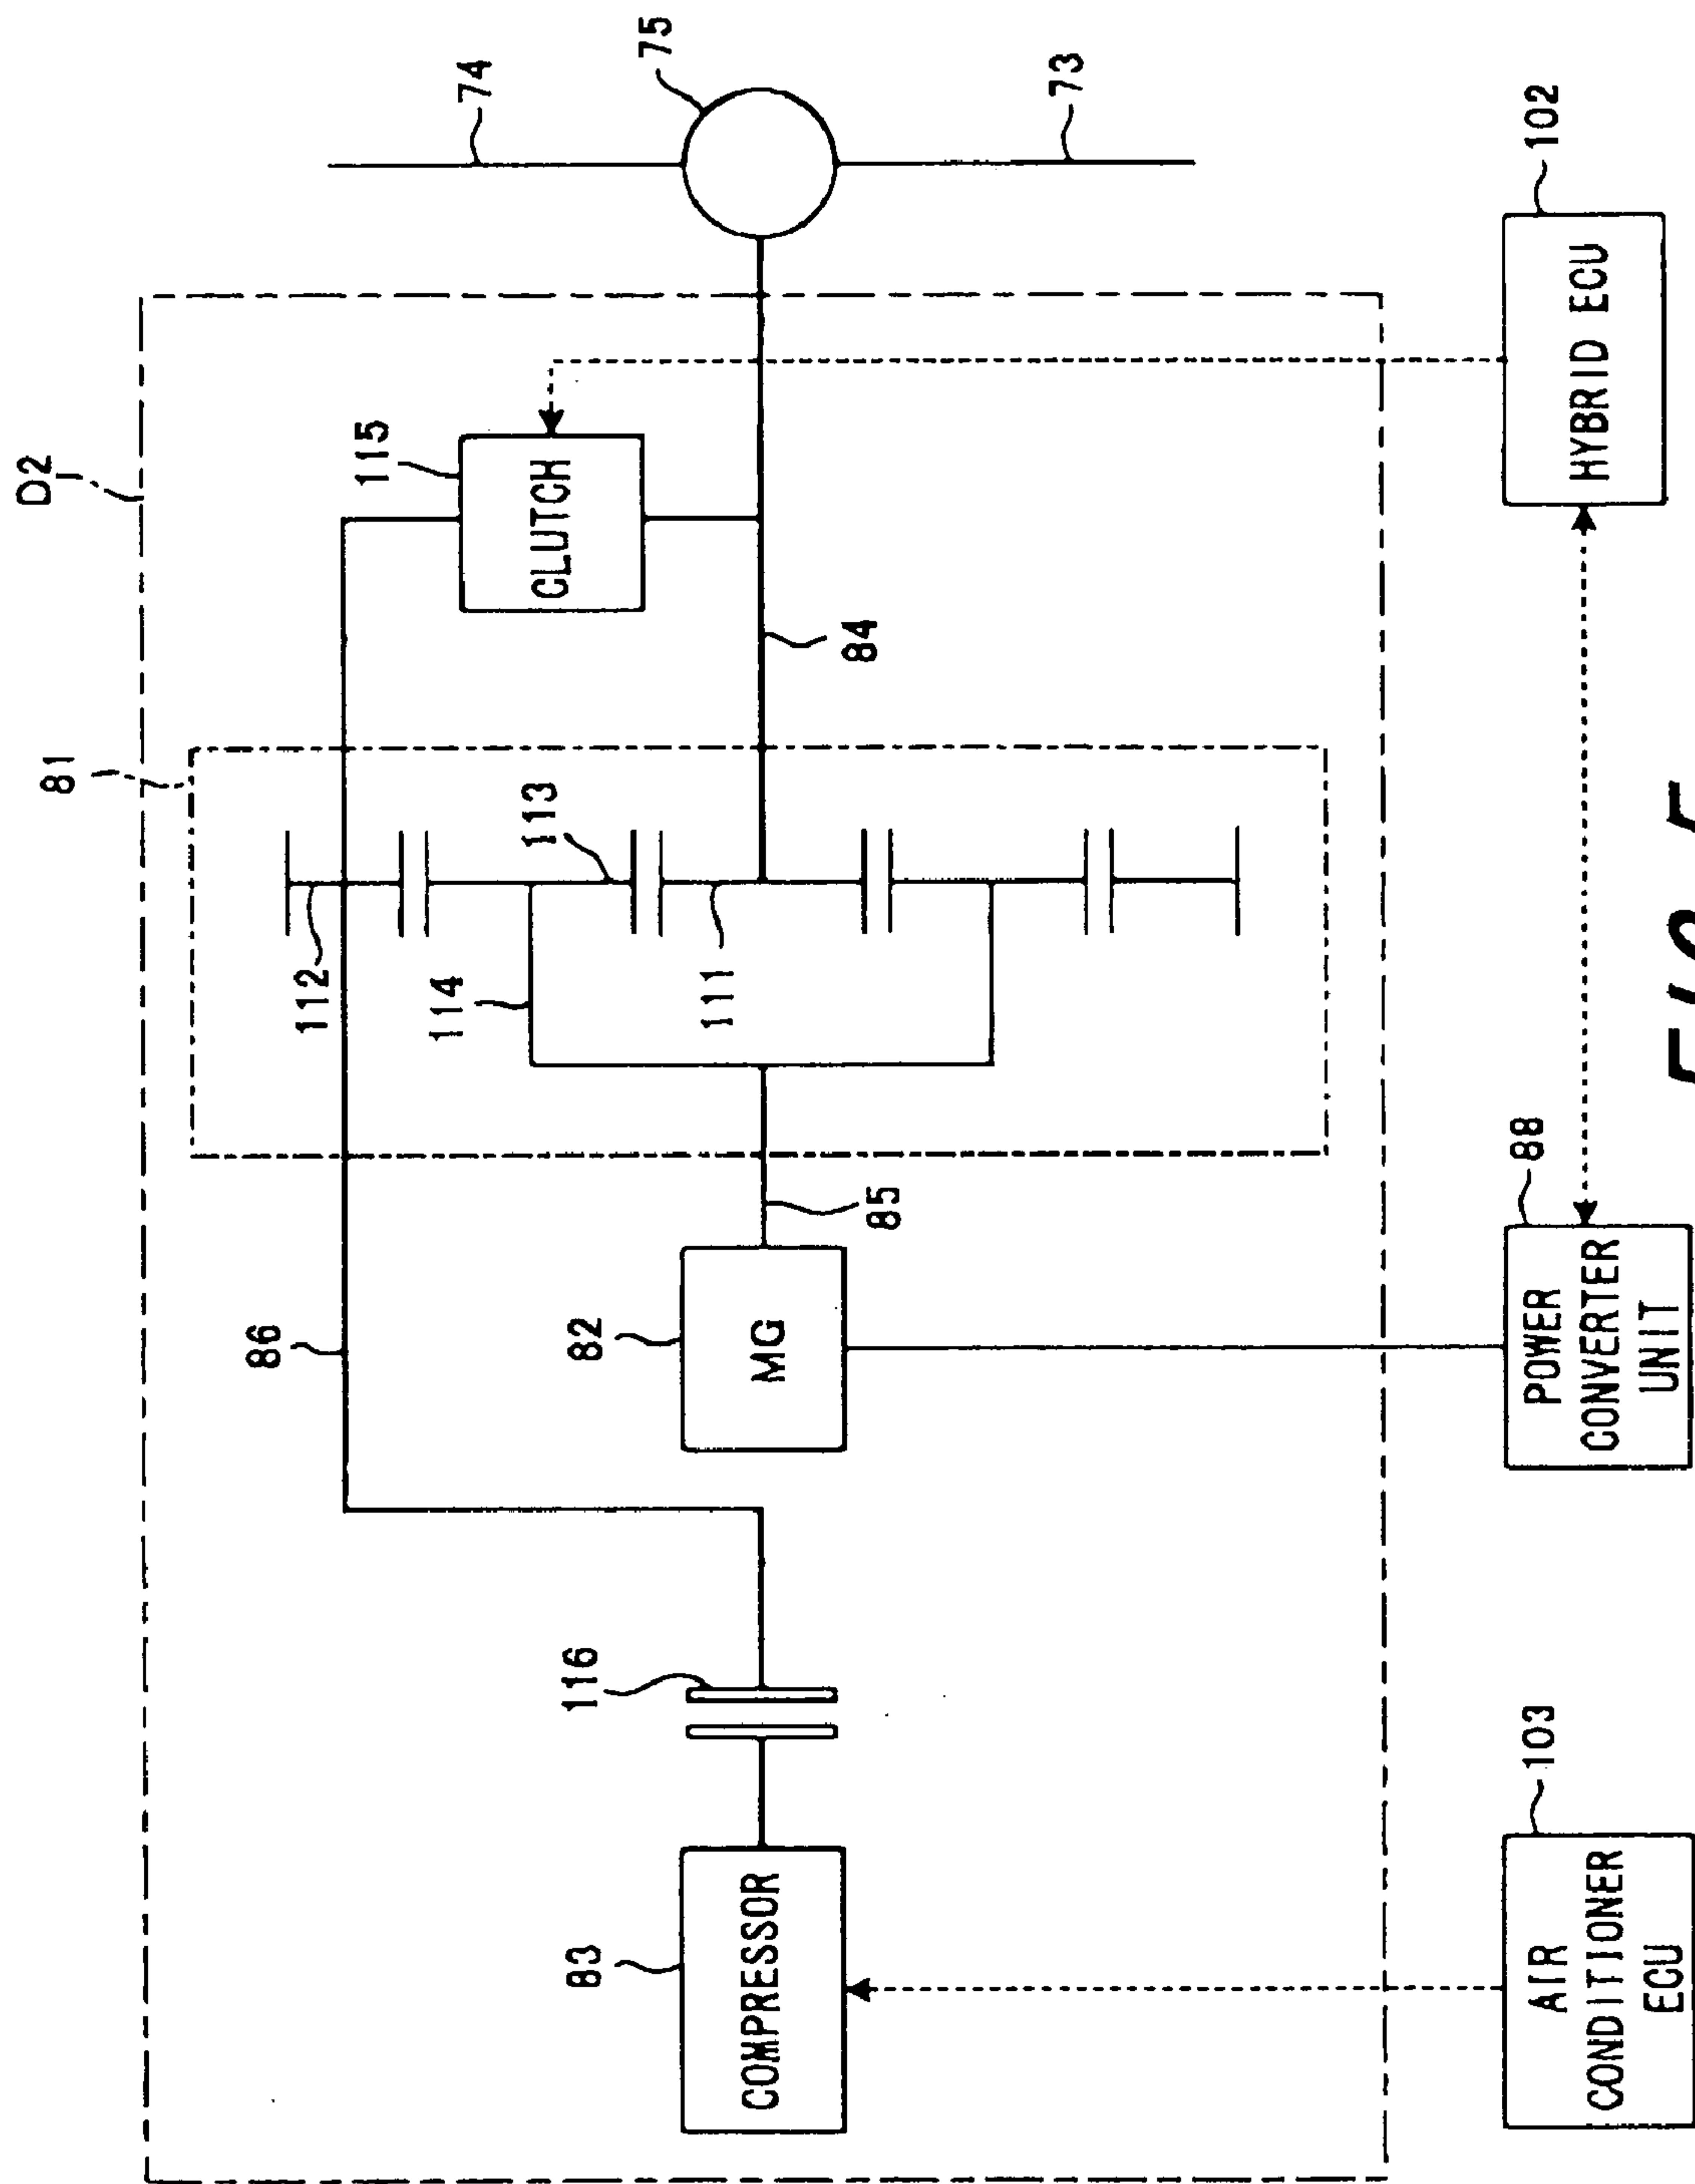 D2
81
86
112
115
74
114
113
CLUTCH
83
116
82
75
111
COMPRESSOR
MG
84
85
73
103
88
102
AIR
CONDITIONER
ECU
POWER
CONVERTER
UNIT
HYBRID ECU